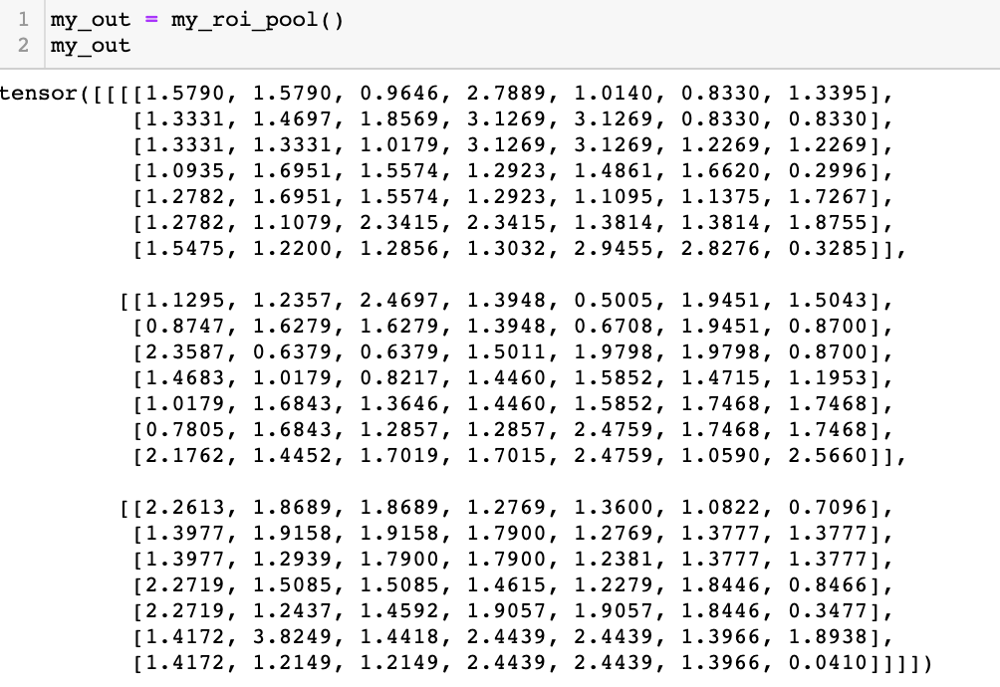 1 my_out = my_roi_pool()
2 my_out
tensor([[[[1.5790, 1.5790, 0.9646, 2.7889, 1.0140, 0.8330, 1.3395],
[1.3331, 1.4697, 1.8569, 3.1269, 3.1269, 0.8330, 0.8330],
[1.3331, 1.3331, 1.0179, 3.1269, 3.1269, 1.2269, 1.2269],
[1.0935, 1.6951, 1.5574, 1.2923, 1.4861, 1.6620, 0.2996],
[1.2782, 1.6951, 1.5574, 1.2923, 1.1095, 1.1375, 1.7267],
[1.2782, 1.1079, 2.3415, 2.3415, 1.3814, 1.3814, 1.8755],
[1.5475, 1.2200, 1.2856, 1.3032, 2.9455, 2.8276, 0.3285]],
[[1.1295, 1.2357, 2.4697, 1.3948, 0.5005, 1.9451, 1.5043],
[0.8747, 1.6279, 1.6279, 1.3948, 0.6708, 1.9451, 0.8700],
[2.3587, 0.6379, 0.6379, 1.5011, 1.9798, 1.9798, 0.8700],
[1.4683, 1.0179, 0.8217, 1.4460, 1.5852, 1.4715, 1.1953],
[1.0179, 1.6843, 1.3646, 1.4460, 1.5852, 1.7468, 1.7468],
[0.7805, 1.6843, 1.2857, 1.2857, 2.4759, 1.7468, 1.7468],
[2.1762, 1.4452, 1.7019, 1.7015, 2.4759, 1.0590, 2.5660]],
[[2.2613, 1.8689, 1.8689, 1.2769, 1.3600, 1.0822, 0.7096],
[1.3977, 1.9158, 1.9158, 1.7900, 1.2769, 1.3777, 1.3777],
[1.3977, 1.2939, 1.7900, 1.7900, 1.2381, 1.3777, 1.3777],
[2.2719, 1.5085, 1.5085, 1.4615, 1.2279, 1.8446, 0.8466],
[2.2719, 1.2437, 1.4592, 1.9057, 1.9057, 1.8446, 0.3477],
[1.4172, 3.8249, 1.4418, 2.4439, 2.4439, 1.3966, 1.8938],
[1.4172, 1.2149, 1.2149, 2.4439, 2.4439, 1.3966, 0.0410]]]])